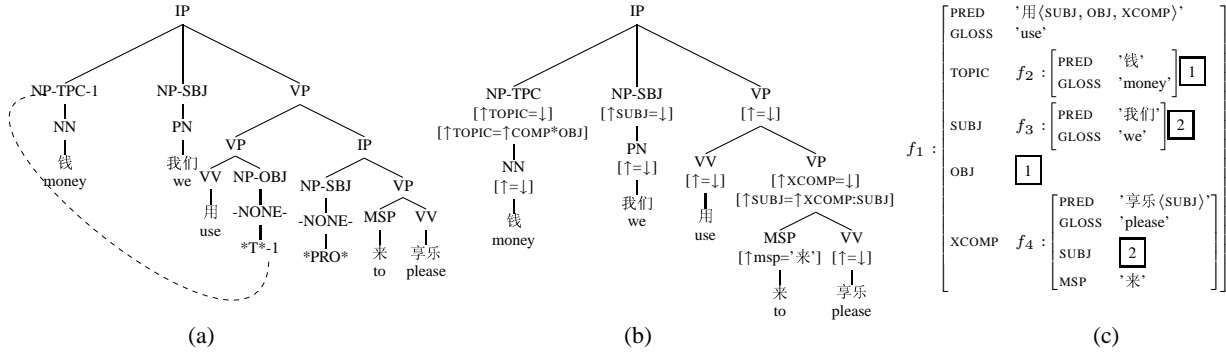 IP
NP-TPC-1 NP-SBJ VP
NN PN VP IP
钱 我们 VV NP-OBJ NP-SBJ VP
money we 用 -NONE- -NONE- MSP VV
use *T*-1 *PRO* 来 享乐
to please
(a)
IP
NP-TPC NP-SBJ VP
[↑TOPIC=↓] [↑SUBJ=↓] [↑=↓]
[↑TOPIC=↑COMP*OBJ]
NN PN VV VP
[↑=↓] [↑=↓] [↑=↓] [↑XCOMP=↓]
[↑SUBJ=↑XCOMP:SUBJ]
钱 我们 用 MSP VV
money we use [↑msp='来'] [↑=↓]
来 享乐
to please
(b)
PRED '用⟨SUBJ, OBJ, XCOMP⟩'
GLOSS 'use'
TOPIC f2 : PRED '钱' 1
GLOSS 'money'
SUBJ f3 : PRED '我们' 2
GLOSS 'we'
f1 :
OBJ 1
XCOMP f4 : PRED '享乐⟨SUBJ⟩'
GLOSS 'please'
SUBJ 2
MSP '来'
(c)